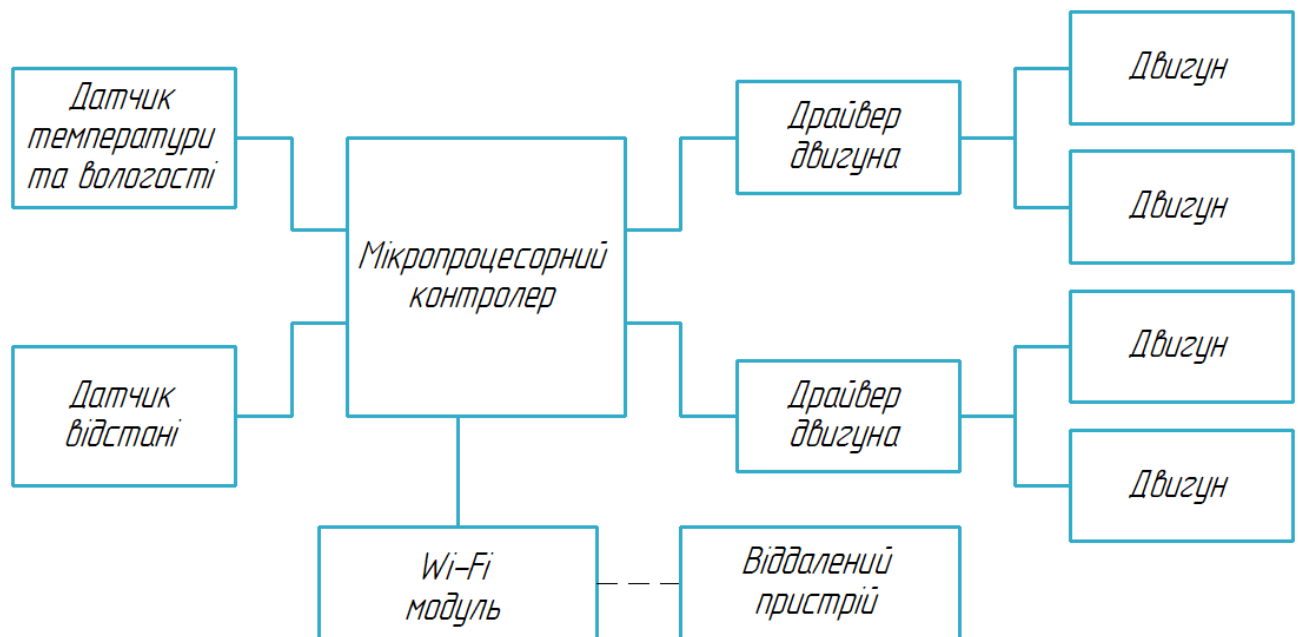 Датчик
температури
та вологості
Датчик
відстані
Мікропроцесорний
контролер
Wi-Fi
модуль
Віддалений
пристрій
Драйвер
двигуна
Драйвер
двигуна
Двигун
Двигун
Двигун
Двигун